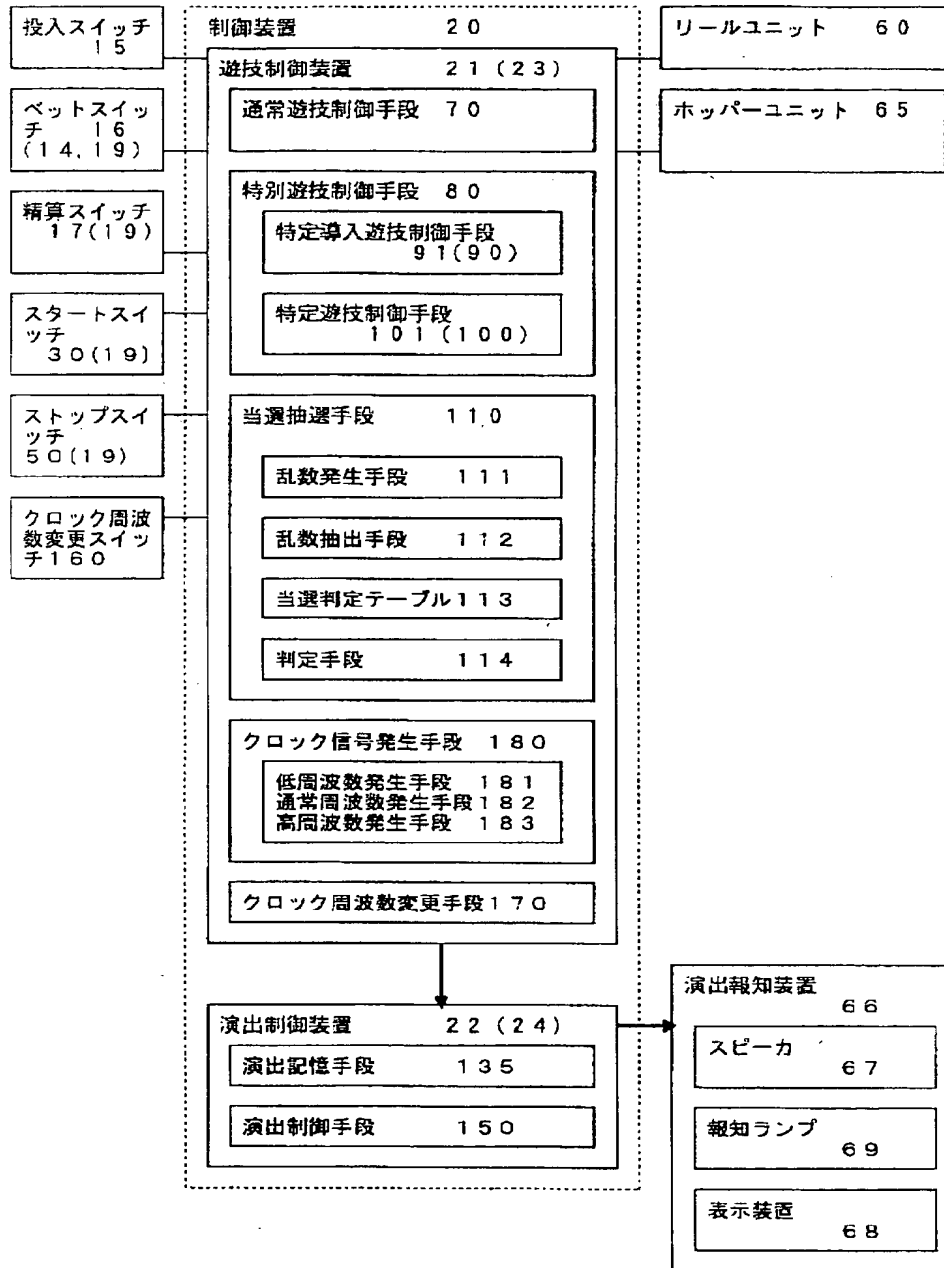 投入スイッチ
15
ベットスイッ
チ 16
(14,19)
精算スイッチ
17(19)
スタートスイ
ッチ
30(19)
ストップスイ
ッチ
50(19)
クロック周波
数変更スイッ
チ160
制御装置 20
遊技制御装置 21(23)
通常遊技制御手段 70
特別遊技制御手段 80
特定導入遊技制御手段
91(90)
特定遊技制御手段
101(100)
当選抽選手段 110
乱数発生手段 111
乱数抽出手段 112
当選判定テーブル113
判定手段 114
クロック信号発生手段 180
低周波数発生手段 181
通常周波数発生手段182
高周波数発生手段 183
クロック周波数変更手段170
演出制御装置 22(24)
演出記憶手段 135
演出制御手段 150
リールユニット 60
ホッパーユニット 65
演出報知装置
66
スピーカ
67
報知ランプ
69
表示装置
68